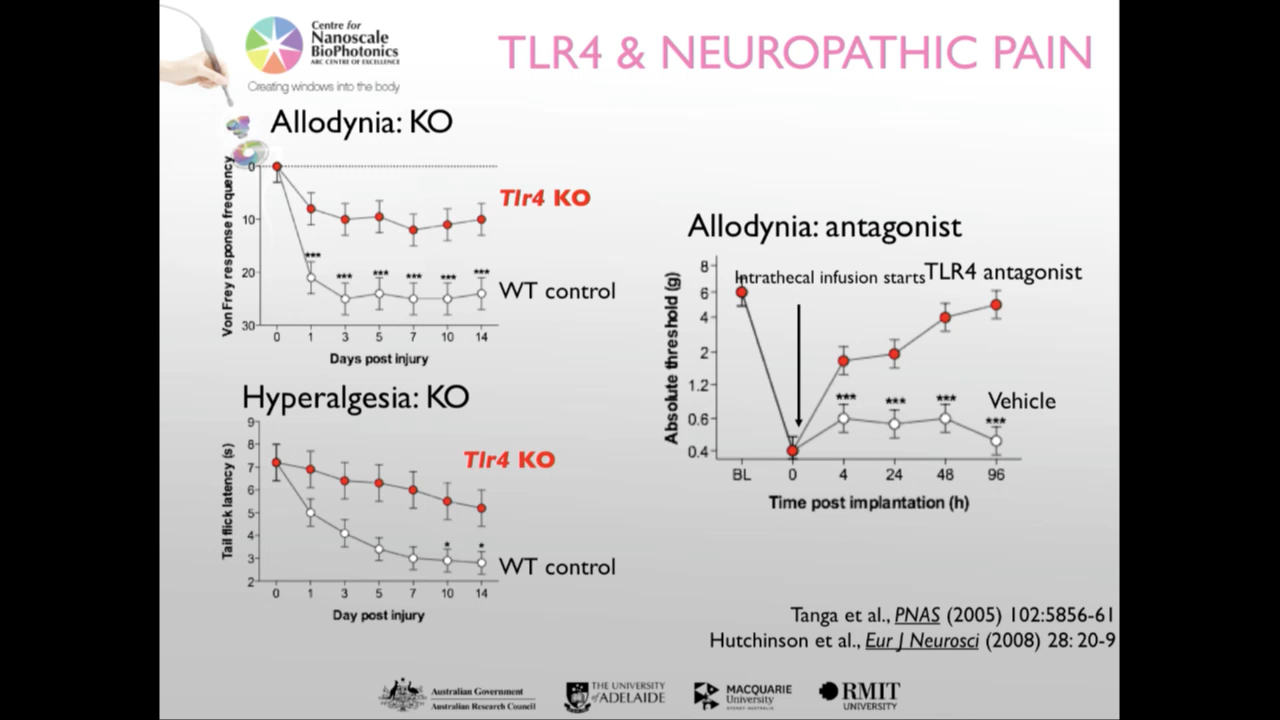 Centre for
Nanoscale
BioPhotonics
ARC CENTRE OF EXCELLENCE
Creating windows into the body
TLR4 & NEUROPATHIC PAIN
Allodynia: KO
Von Frey response frequency
0
10
20
30
*** *** *** *** *** ***
Tlr4 KO
WT control
0 1 3 5 7 10 14
Days post injury
Hyperalgesia: KO
Tail flick latency (s)
9
8
7
6
5
4
3
2
Tlr4 KO
* *
WT control
0 1 3 5 7 10 14
Day post injury
Allodynia: antagonist
Absolute threshold (g)
8
6
4
2
1.2
0.6
0.4
Intrathecal infusion starts
TLR4 antagonist
Vehicle
*** *** *** ***
BL 0 4 24 48 96
Time post implantation (h)
Tanga et al., PNAS (2005) 102:5856-61
Hutchinson et al., Eur J Neurosci (2008) 28: 20-9
Australian Government
Australian Research Council
THE UNIVERSITY
of ADELAIDE
MACQUARIE
University
SYDNEY·AUSTRALIA
RMIT
UNIVERSITY